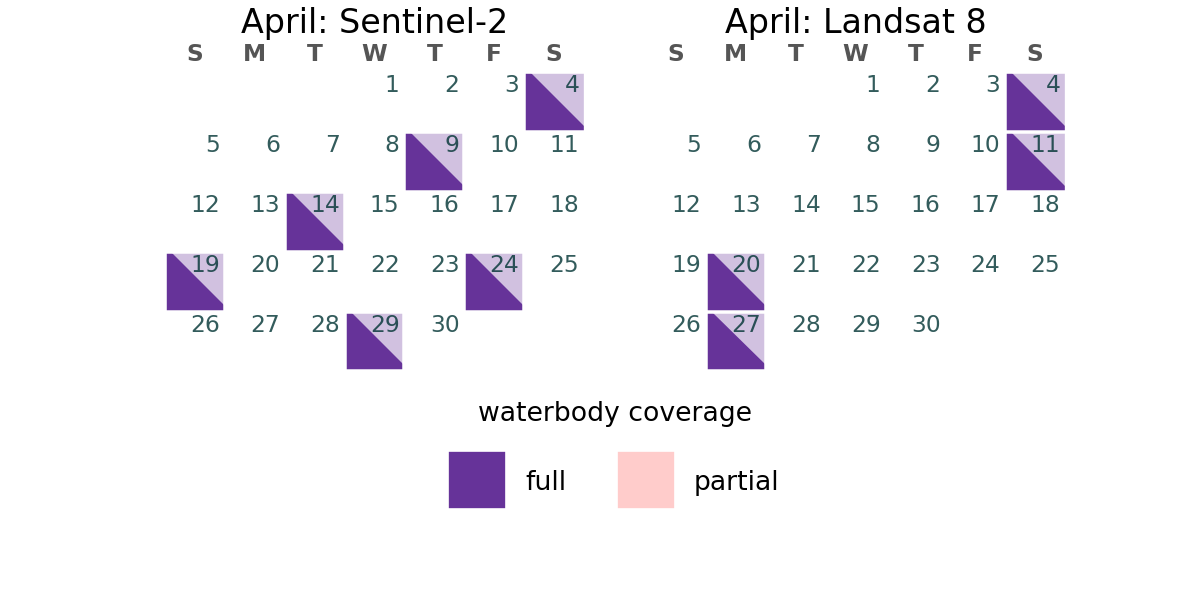 April: Sentinel-2
S M T W T F S
1 2 3 4
5 6 7 8 9 10 11
12 13 14 15 16 17 18
19 20 21 22 23 24 25
26 27 28 29 30
April: Landsat 8
S M T W T F S
1 2 3 4
5 6 7 8 9 10 11
12 13 14 15 16 17 18
19 20 21 22 23 24 25
26 27 28 29 30
waterbody coverage
full partial